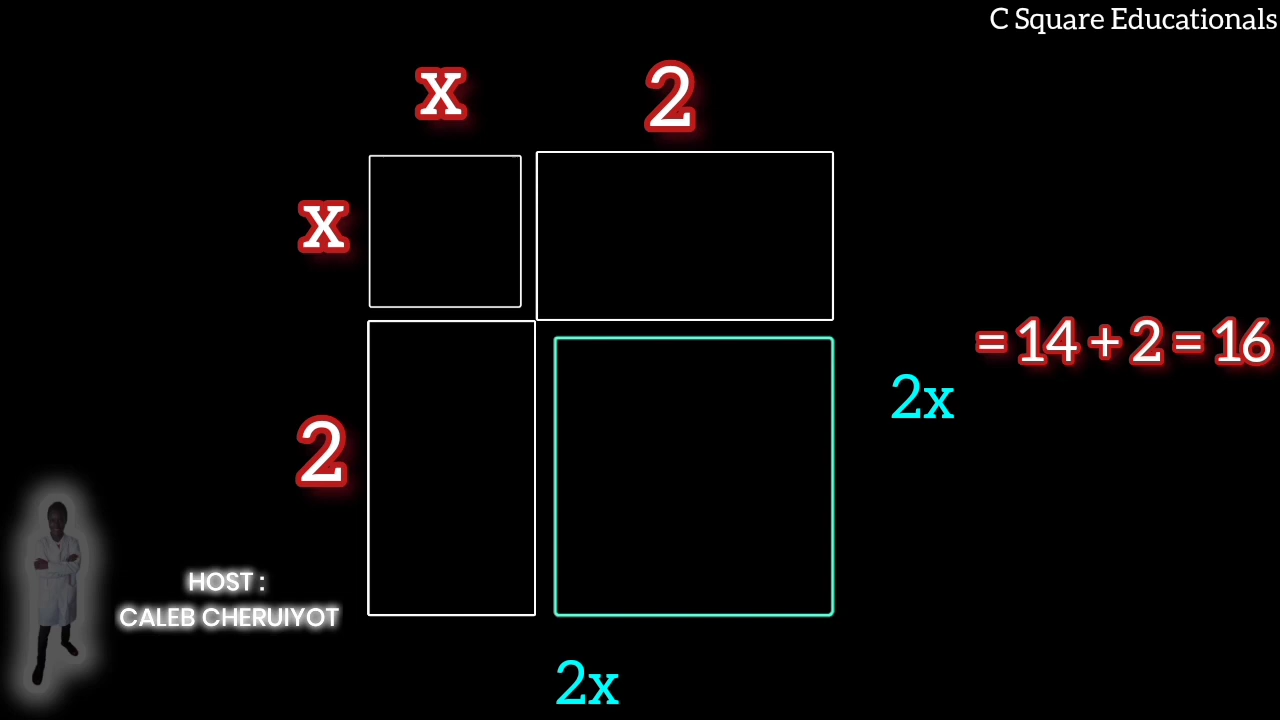 C Square Educationals
x 2
x
= 14 + 2 = 16
2x
2
HOST :
CALEB CHERUIYOT
2x